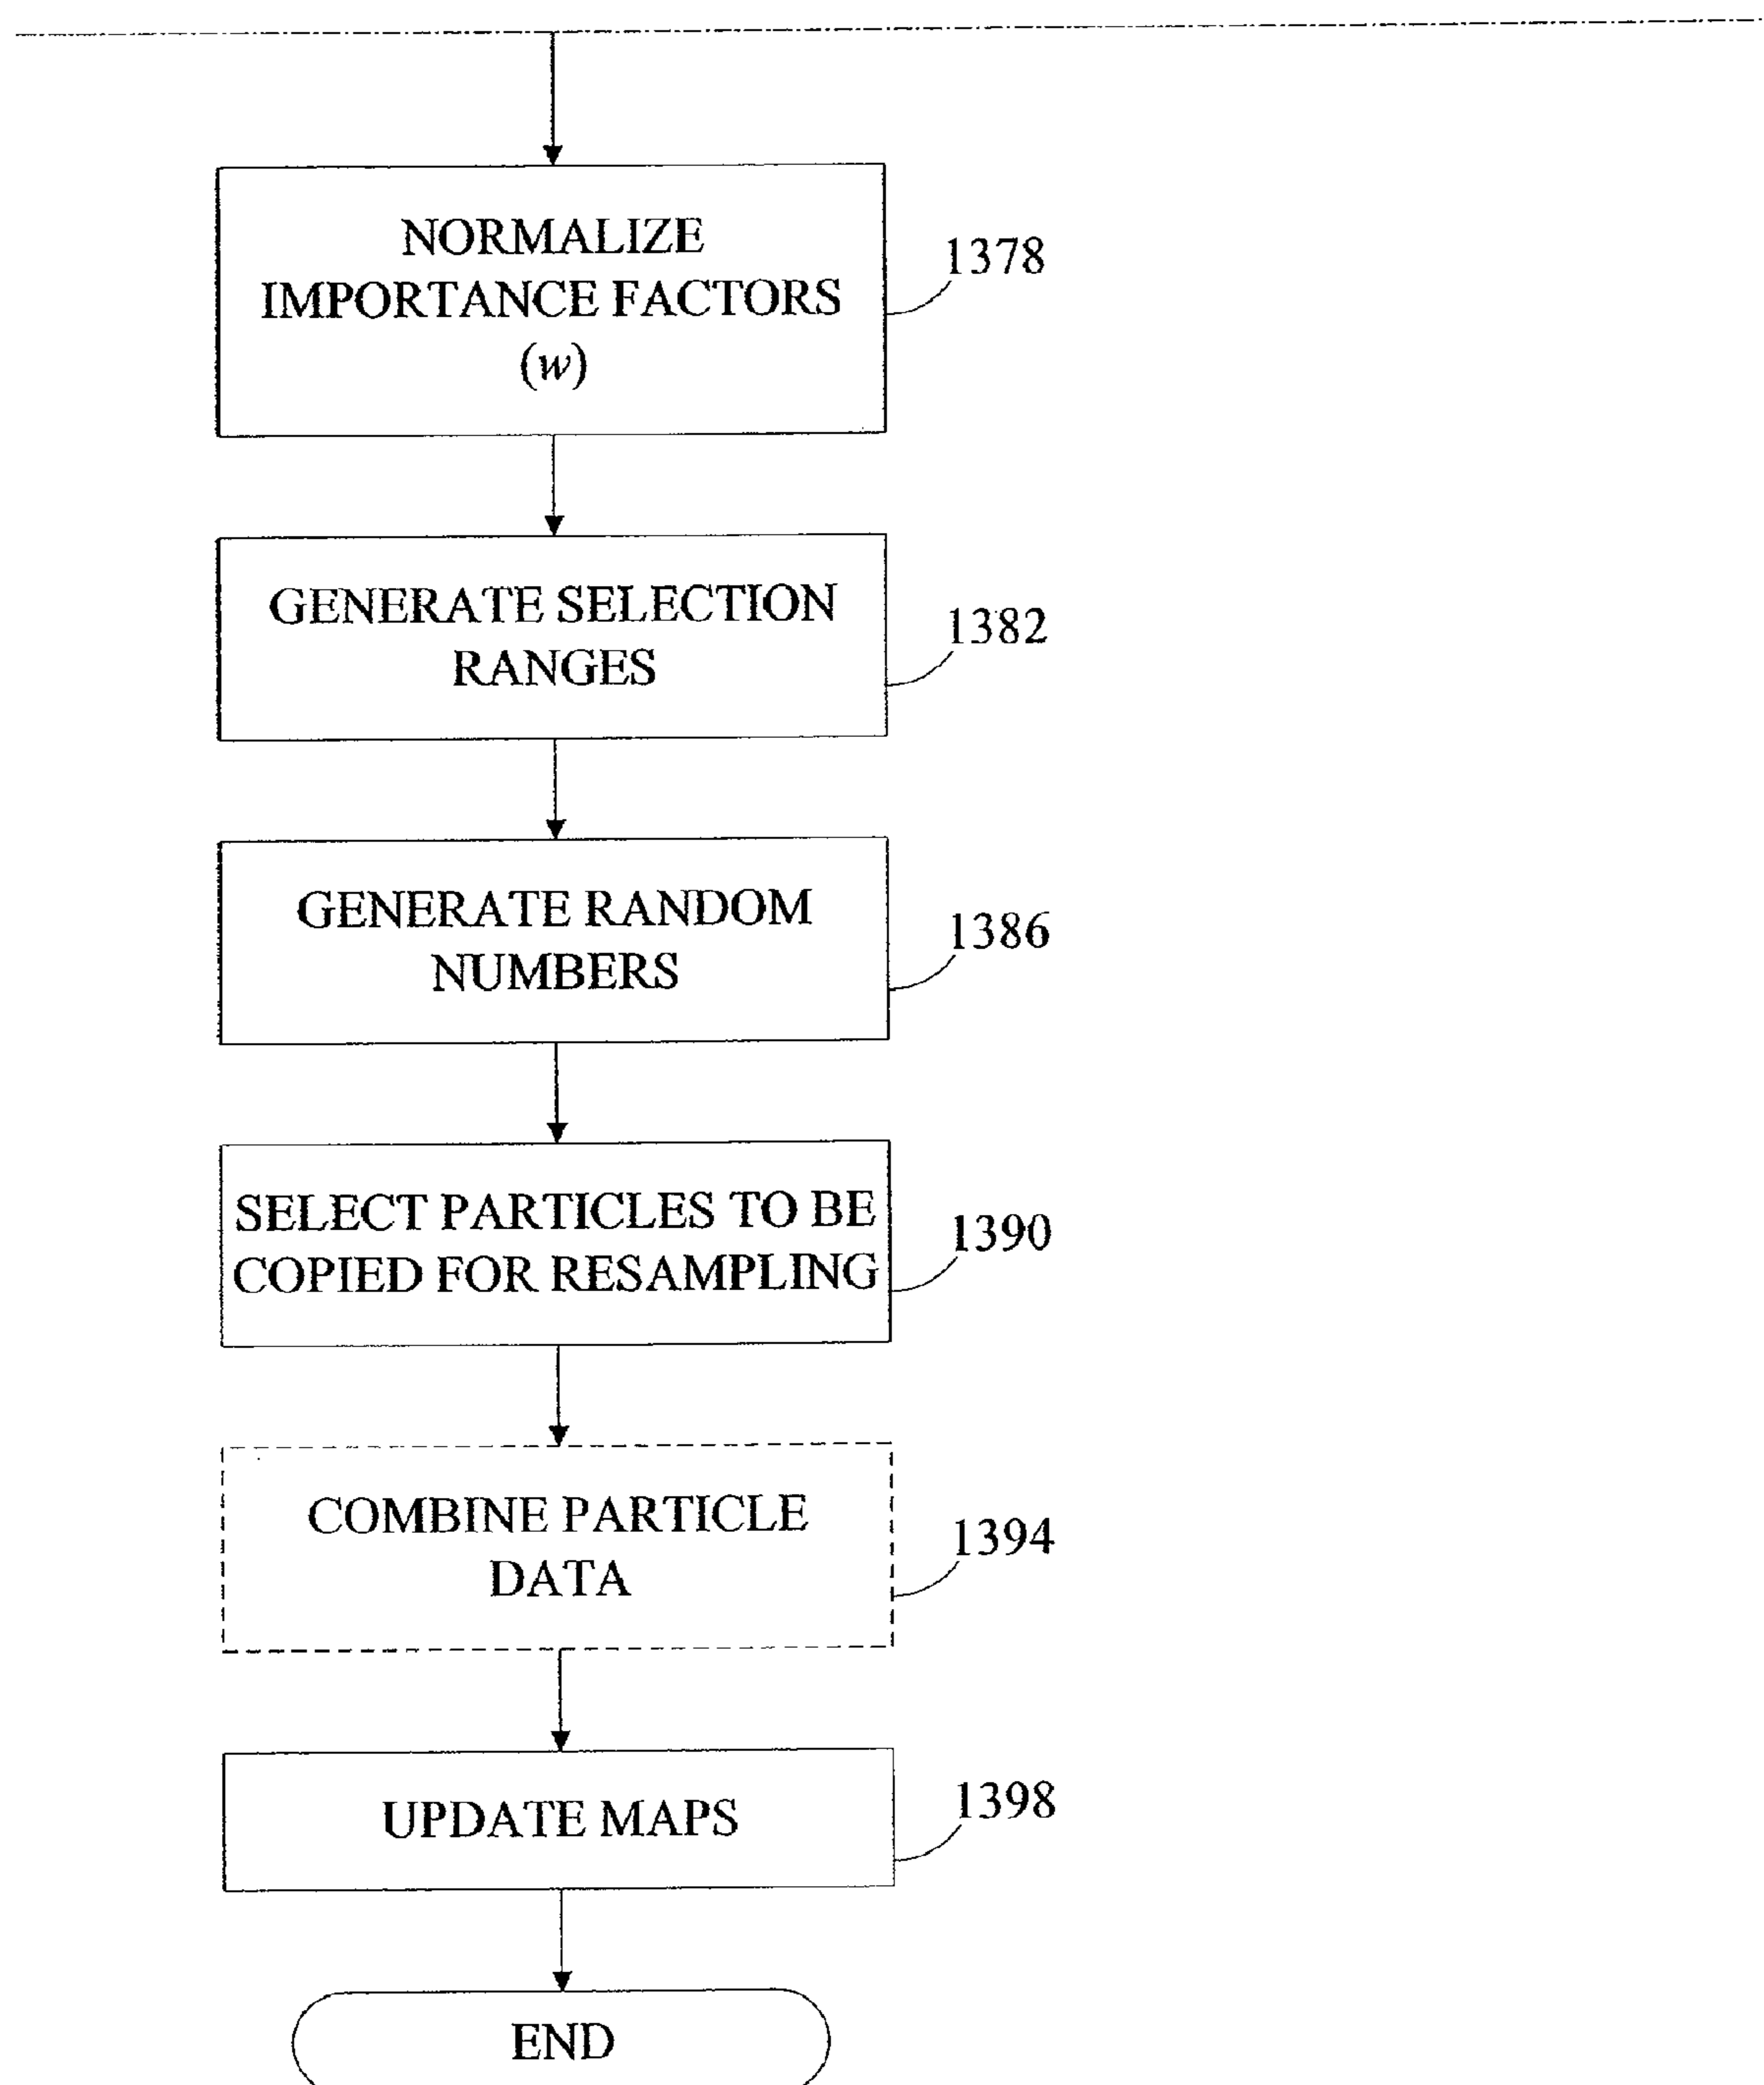 NORMALIZE
IMPORTANCE FACTORS
(w)
1378
GENERATE SELECTION
RANGES
1382
GENERATE RANDOM
NUMBERS
1386
SELECT PARTICLES TO BE
COPIED FOR RESAMPLING
1390
COMBINE PARTICLE
DATA
1394
UPDATE MAPS
1398
END